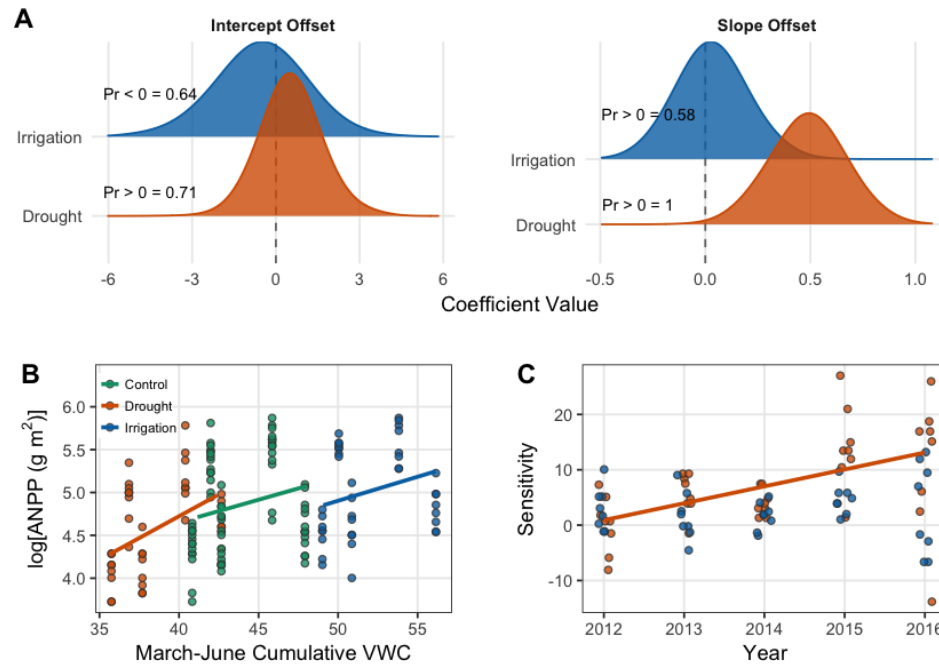 A
Intercept Offset
Slope Offset
Pr < 0 = 0.64
Pr > 0 = 0.58
Irrigation
Irrigation
Pr > 0 = 0.71
Pr > 0 = 1
Drought
Drought
-6 -3 0 3 6
-0.5 0.0 0.5 1.0
Coefficient Value
B
Control
Drought
Irrigation
log[ANPP (g m²)]
6.0
5.5
5.0
4.5
4.0
35 40 45 50 55
March-June Cumulative VWC
C
Sensitivity
20
10
0
-10
2012 2013 2014 2015 2016
Year